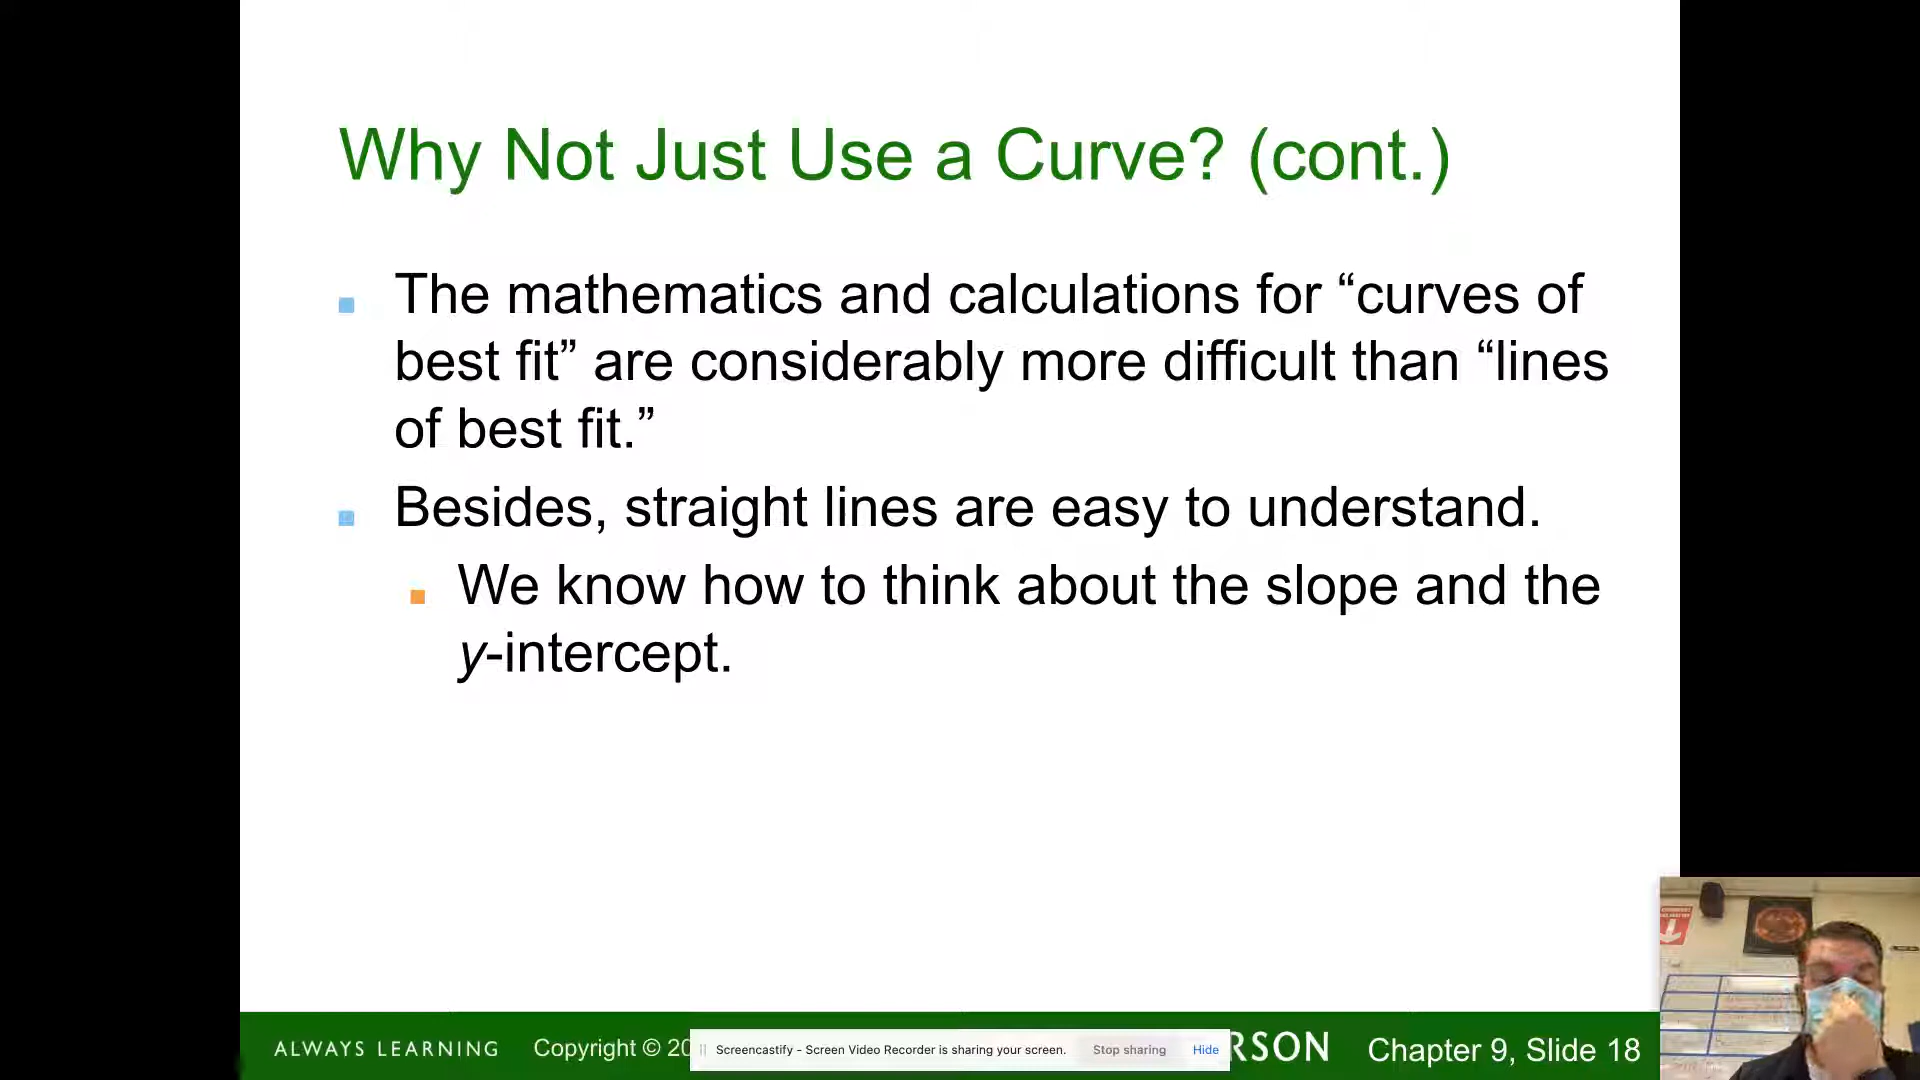 Why Not Just Use a Curve? (cont.)
The mathematics and calculations for “curves of
best fit” are considerably more difficult than “lines
of best fit.”
Besides, straight lines are easy to understand.
We know how to think about the slope and the
y-intercept.
ALWAYS LEARNING Copyright © 20 Screencastify - Screen Video Recorder is sharing your screen. Stop sharing Hide RSON Chapter 9, Slide 18